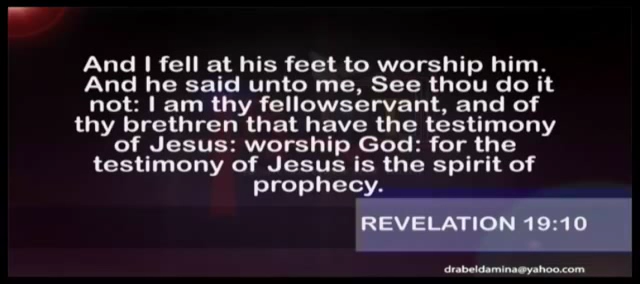 And I fell at his feet to worship him.
And he said unto me, See thou do it
not: I am thy fellowservant, and of
thy brethren that have the testimony
of Jesus: worship God: for the
testimony of Jesus is the spirit of
prophecy.
REVELATION 19:10
drabeldamina@yahoo.com